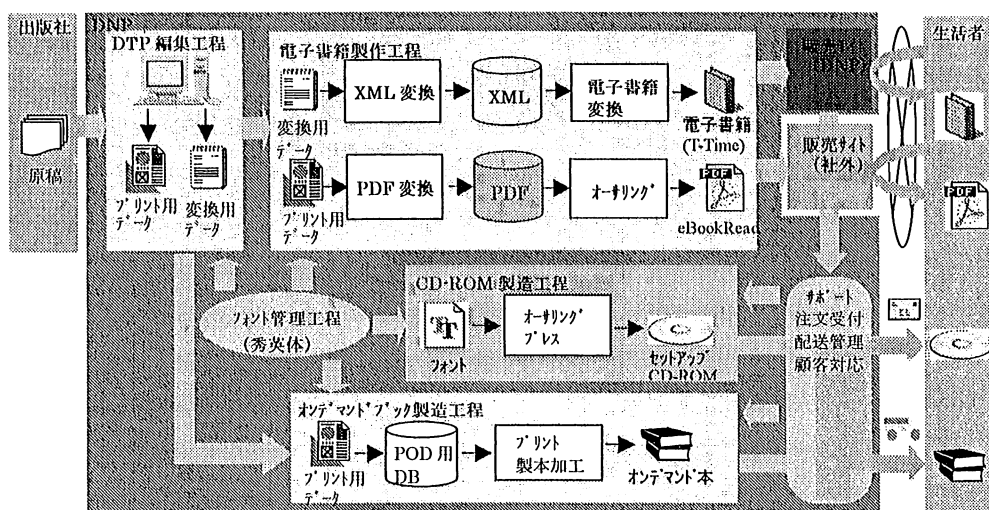 出版社
原稿
DNP
DTP 編集工程
プリント用
データ
変換用
データ
電子書籍製作工程
変換用
データ
XML 変換
XML
電子書籍
変換
電子書籍
(T-Time)
プリント用
データ
PDF 変換
PDF
オーサリング
PDF
eBookRead
販売サイト
(DNP)
販売サイト
(社外)
生活者
PDF
フォント管理工程
(秀英体)
CD-ROM 製造工程
フォント
オーサリング
プレス
セットアップ
CD-ROM
サポート
注文受付
配送管理
顧客対応
オンデマンドブック製造工程
プリント用
データ
POD 用
DB
プリント
製本加工
オンデマンド本